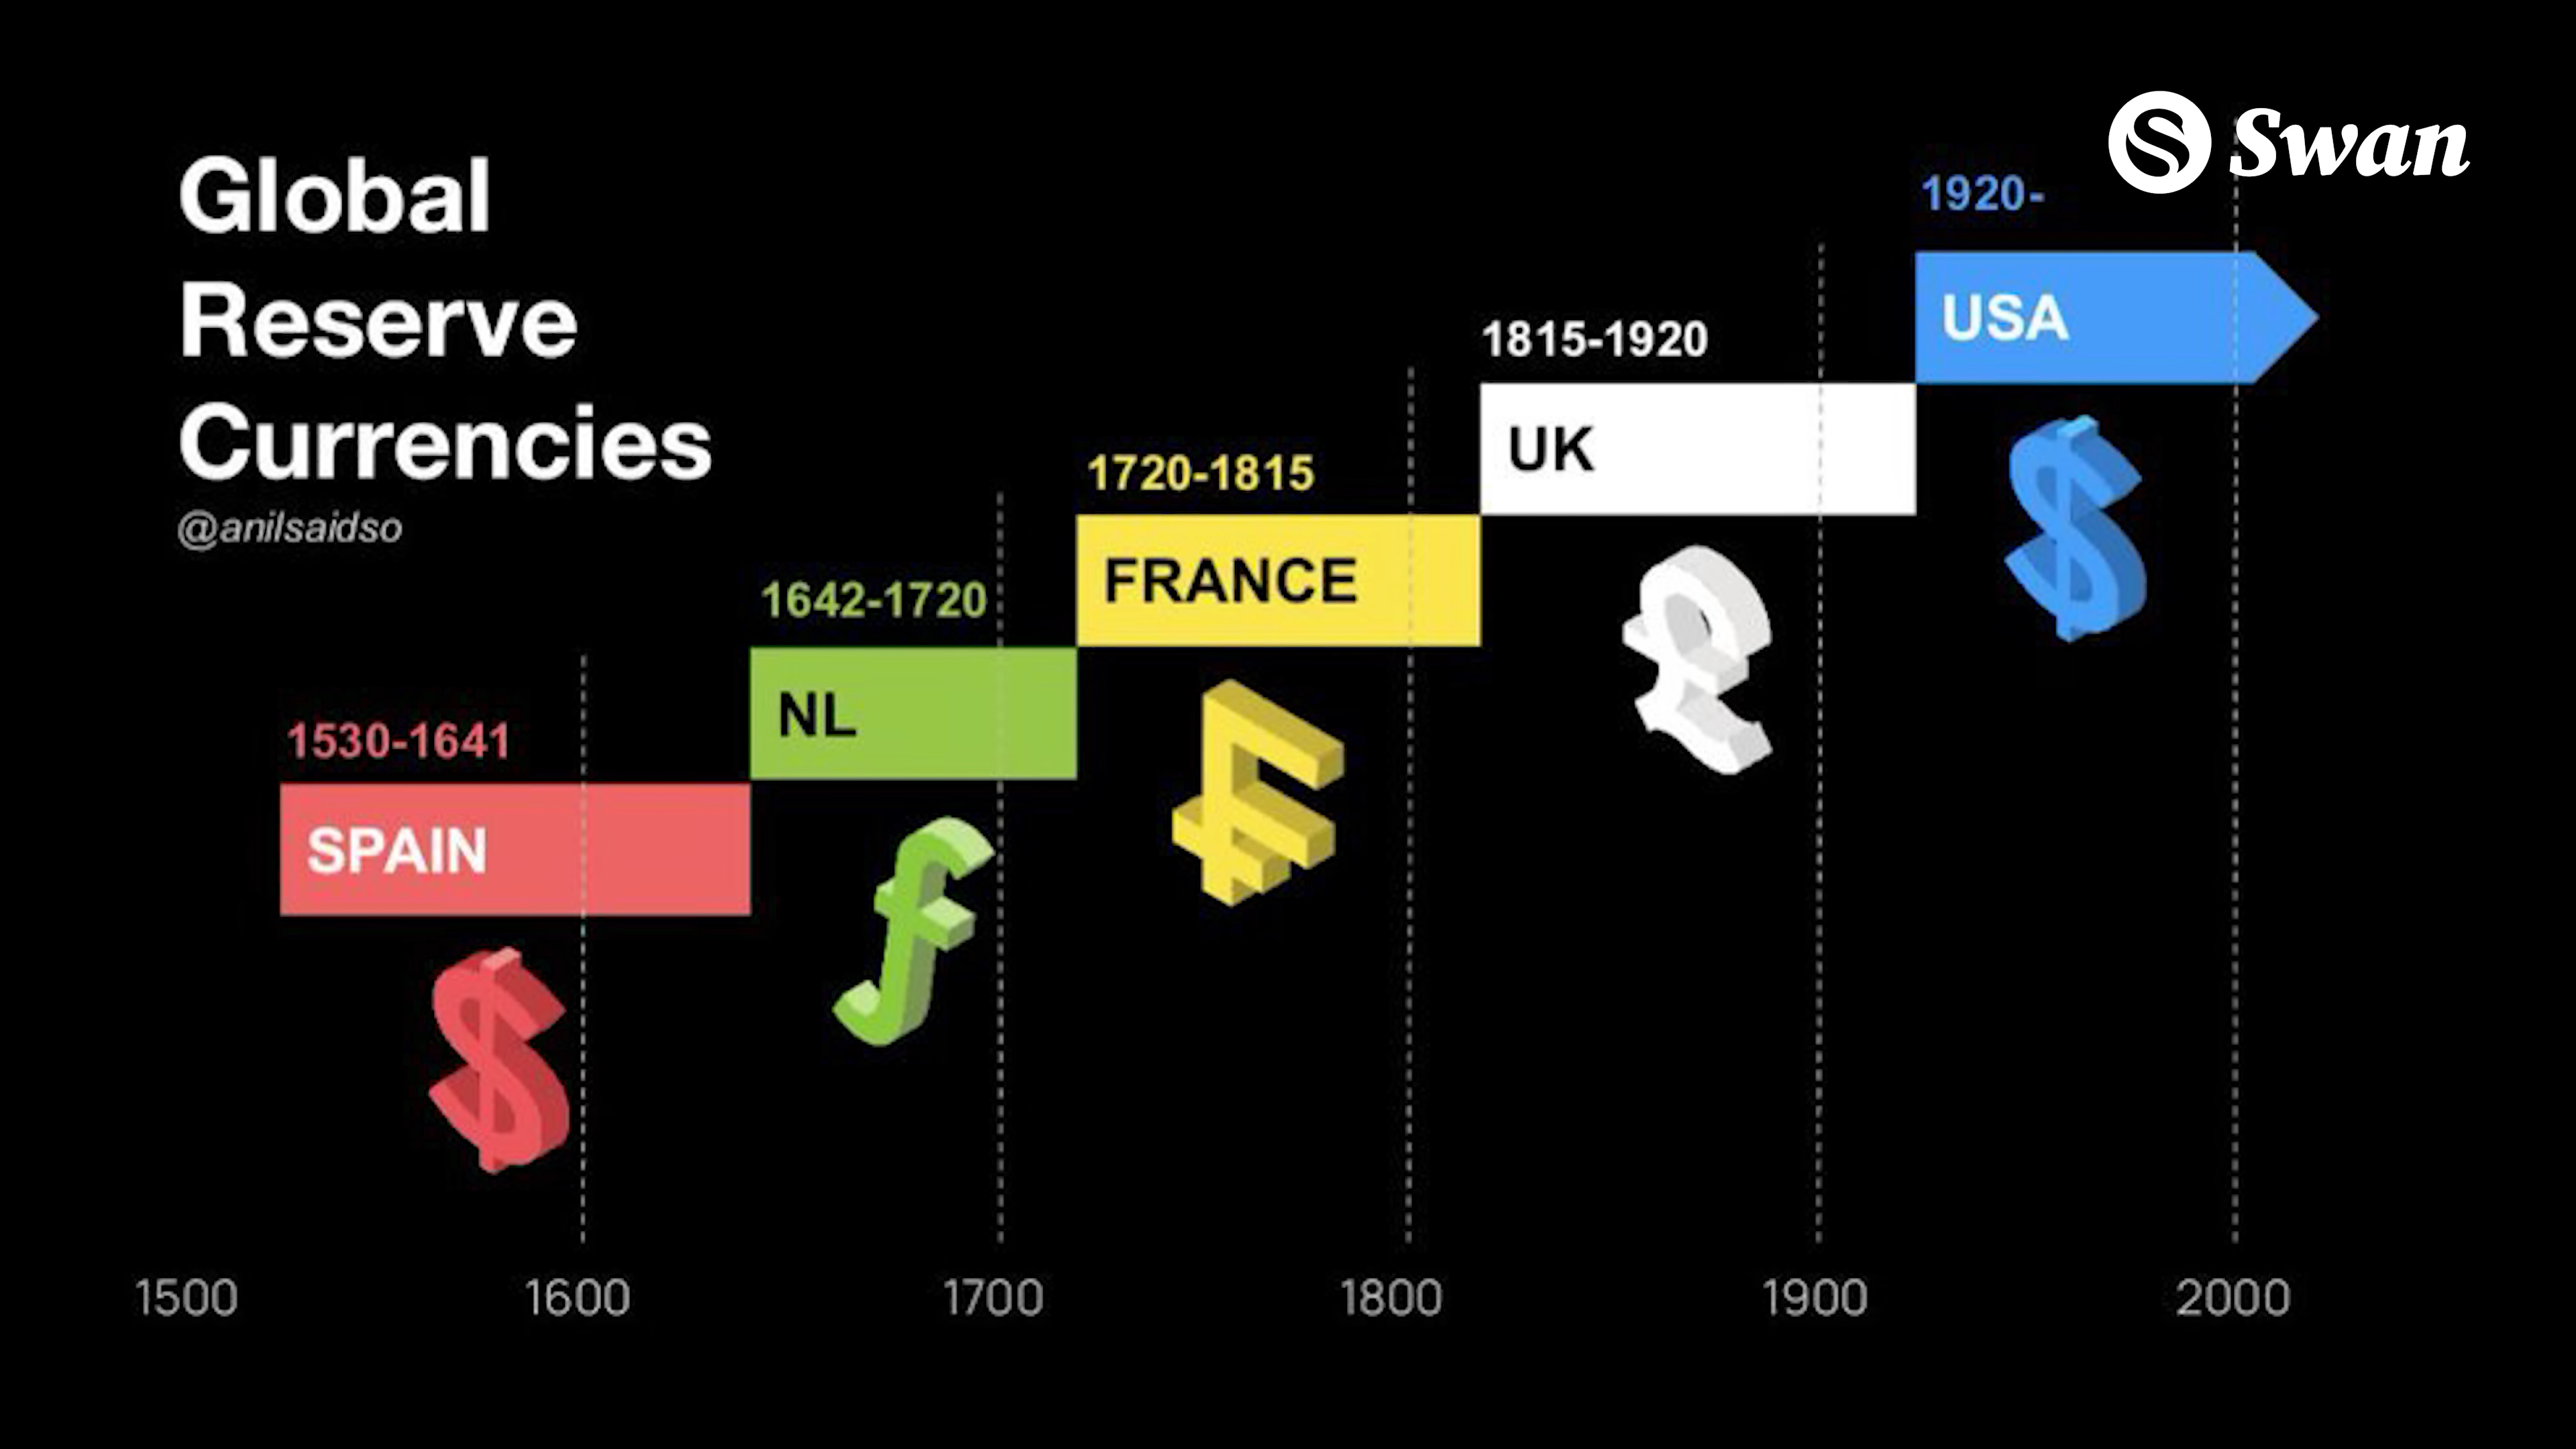 Swan
Global
Reserve
Currencies
@anilsaidso
1920-
USA
$
1815-1920
UK
£
1720-1815
FRANCE
₣
1642-1720
NL
ƒ
1530-1641
SPAIN
$
1500 1600 1700 1800 1900 2000